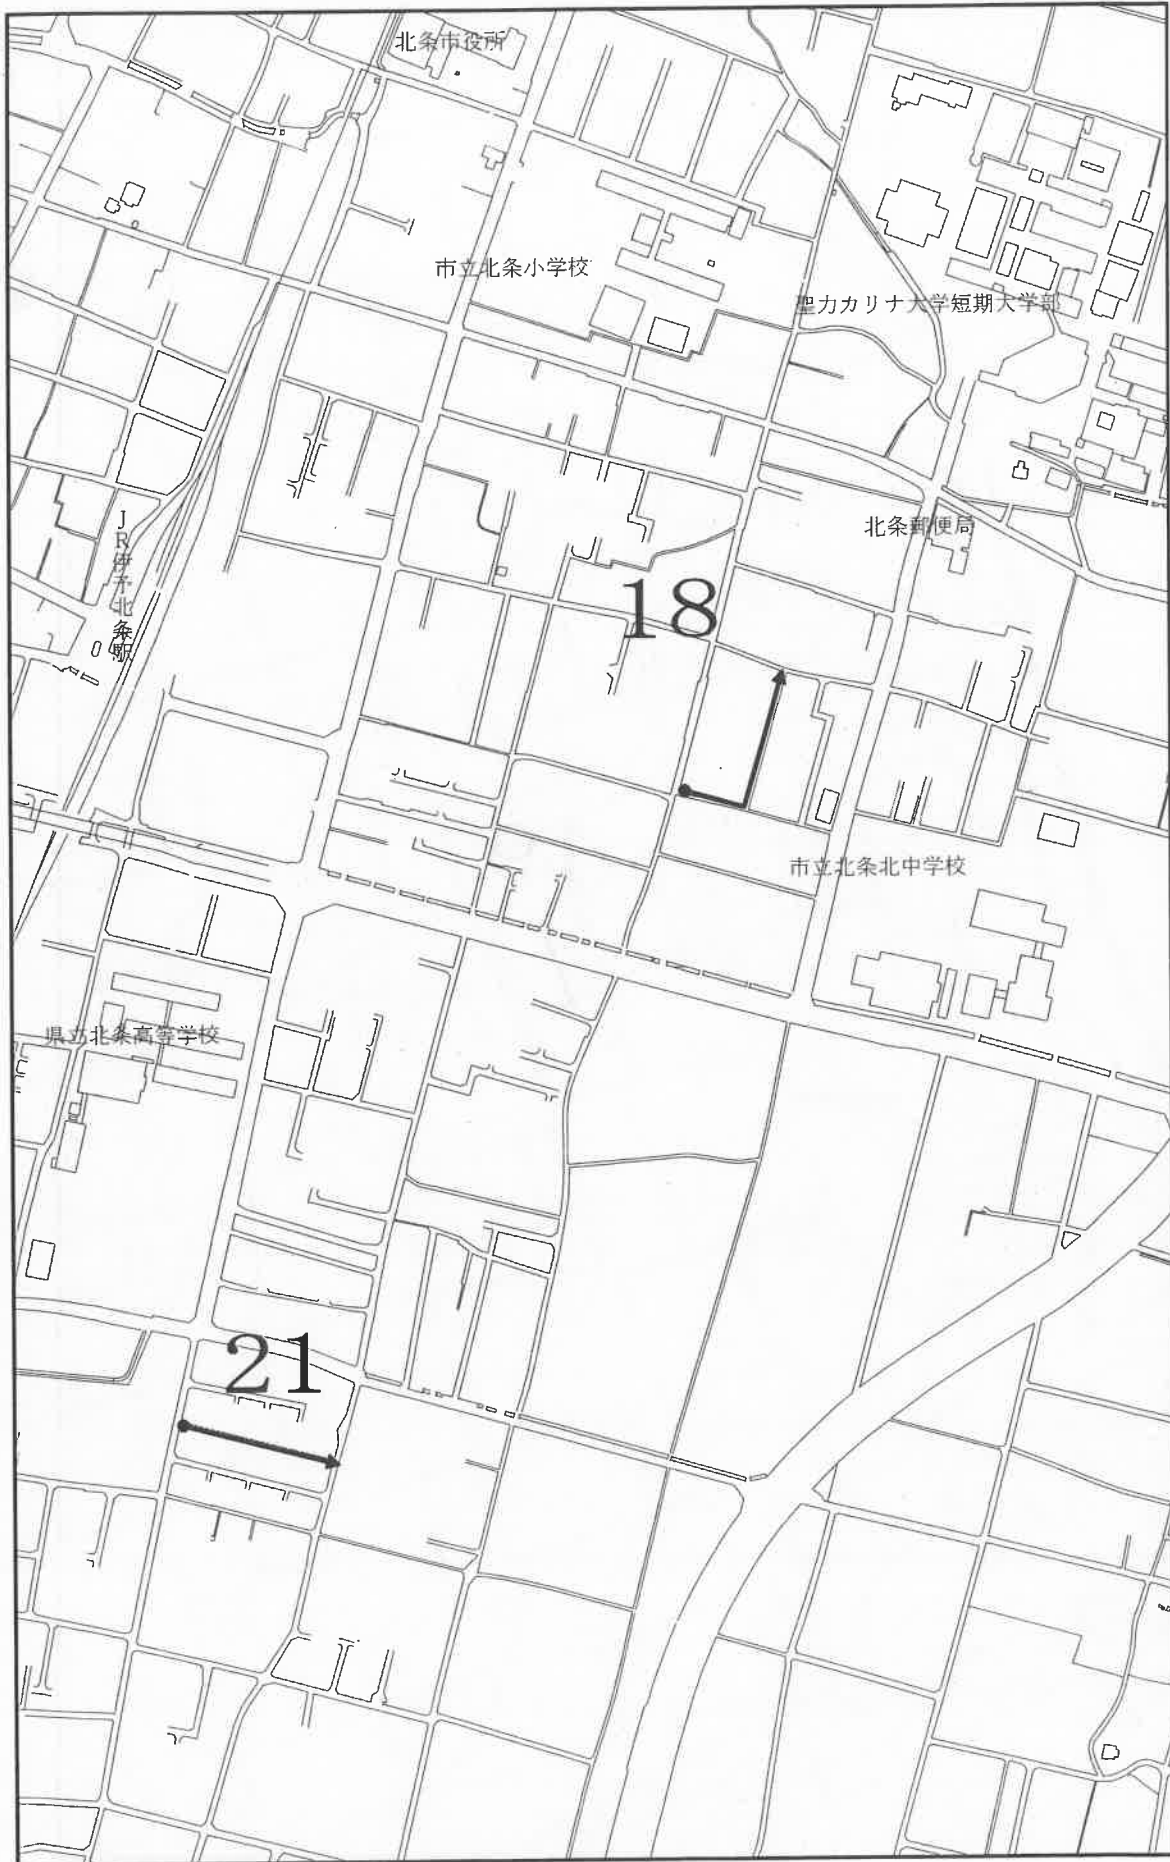 北条市役所
市立北条小学校
聖カタリナ大学短期大学部
北条郵便局
JR伊予北条駅
18
市立北条北中学校
県立北条高等学校
21